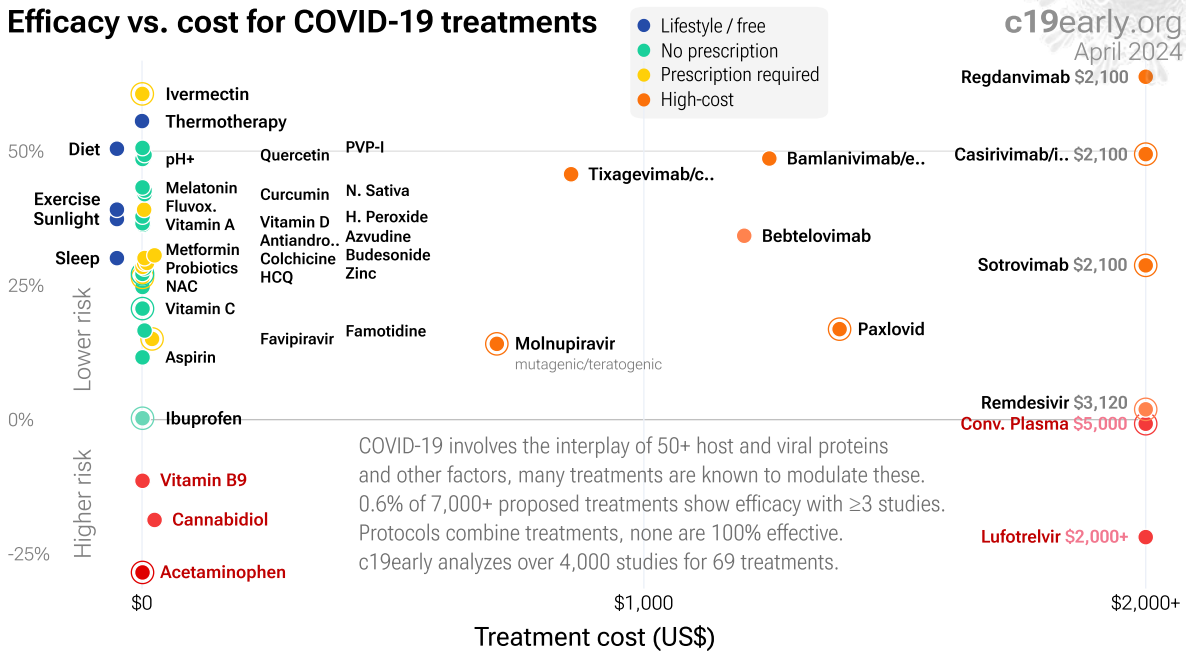 Efficacy vs. cost for COVID-19 treatments
Lifestyle / free
No prescription
Prescription required
High-cost
c19early.org
April 2024
Regdanvimab $2,100
Ivermectin
Thermotherapy
50%
Diet
pH+
Quercetin
PVP-I
Bamlanivimab/e..
Casirivimab/i.. $2,100
Tixagevimab/c..
Melatonin
Curcumin
N. Sativa
Exercise
Fluvox.
Sunlight
Vitamin A
Vitamin D
H. Peroxide
Antiandro..
Azvudine
Bebtelovimab
Sleep
Metformin
Colchicine
Budesonide
Probiotics
HCQ
Zinc
Sotrovimab $2,100
25%
NAC
Vitamin C
Lower risk
Favipiravir
Famotidine
Paxlovid
Molnupiravir
mutagenic/teratogenic
Aspirin
Remdesivir $3,120
0%
Ibuprofen
Conv. Plasma $5,000
COVID-19 involves the interplay of 50+ host and viral proteins
and other factors, many treatments are known to modulate these.
0.6% of 7,000+ proposed treatments show efficacy with ≥3 studies.
Protocols combine treatments, none are 100% effective.
c19early analyzes over 4,000 studies for 69 treatments.
Higher risk
Vitamin B9
Cannabidiol
Lufotrelvir $2,000+
-25%
Acetaminophen
$0
$1,000
$2,000+
Treatment cost (US$)